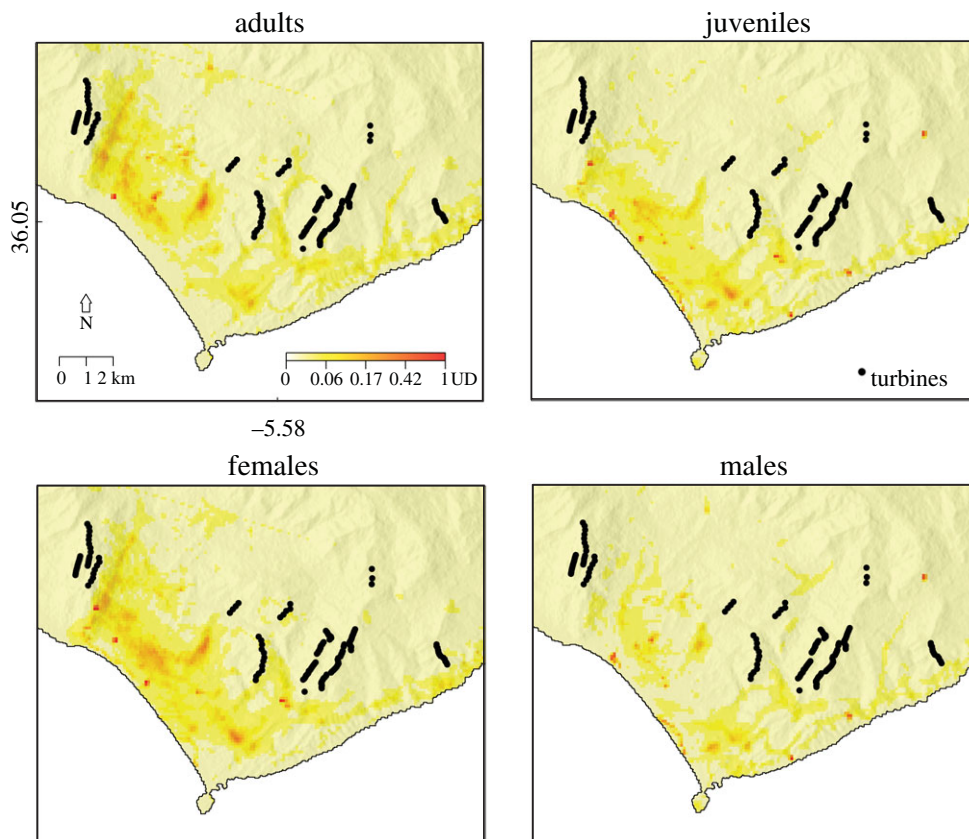 adults
juveniles
36.05
N
0 1 2 km
0 0.06 0.17 0.42 1 UD
turbines
–5.58
females
males